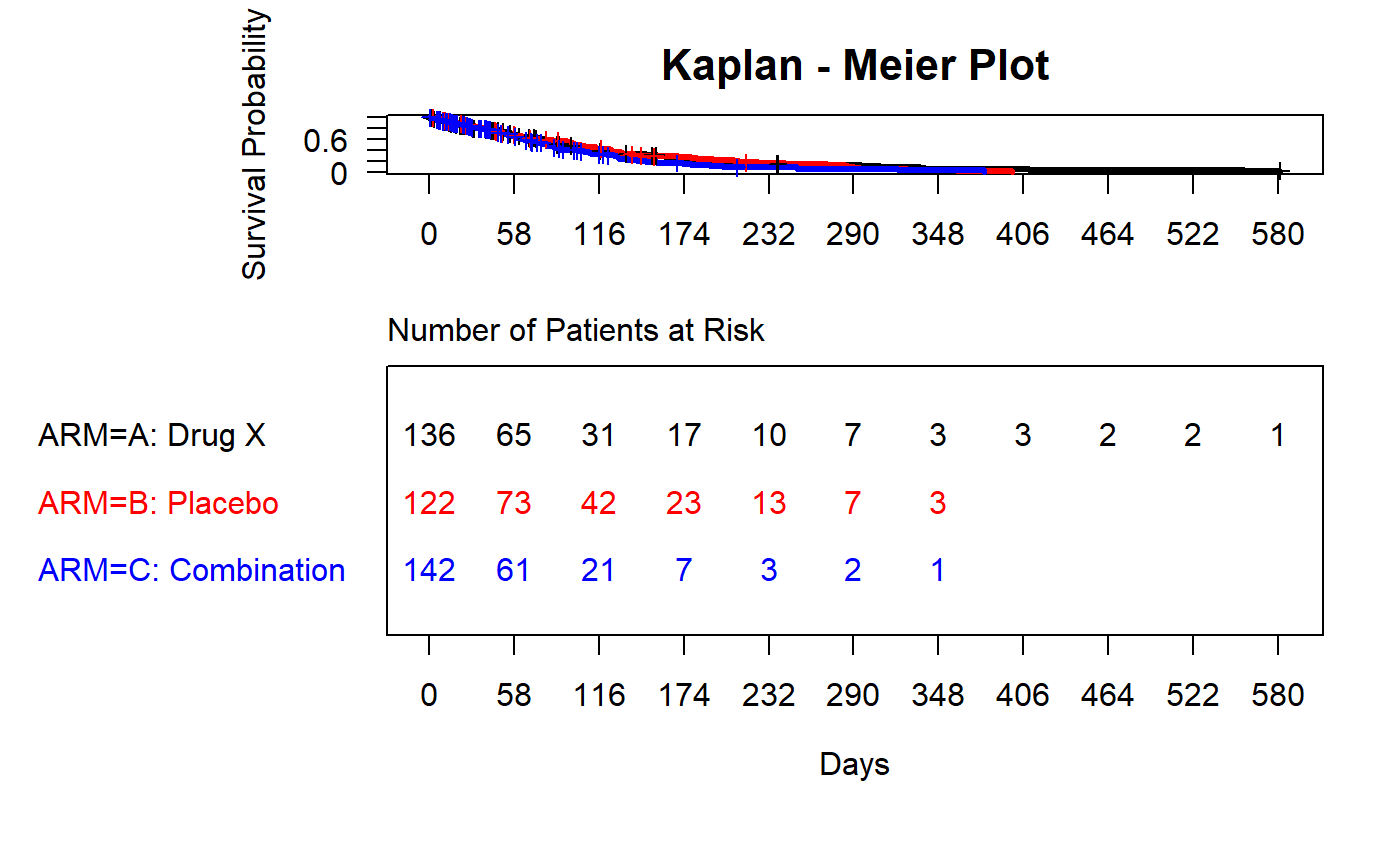 Kaplan - Meier Plot
Survival Probability
0.6
0
0 58 116 174 232 290 348 406 464 522 580
Number of Patients at Risk
ARM=A: Drug X 136 65 31 17 10 7 3 3 2 2 1
ARM=B: Placebo 122 73 42 23 13 7 3
ARM=C: Combination 142 61 21 7 3 2 1
0 58 116 174 232 290 348 406 464 522 580
Days